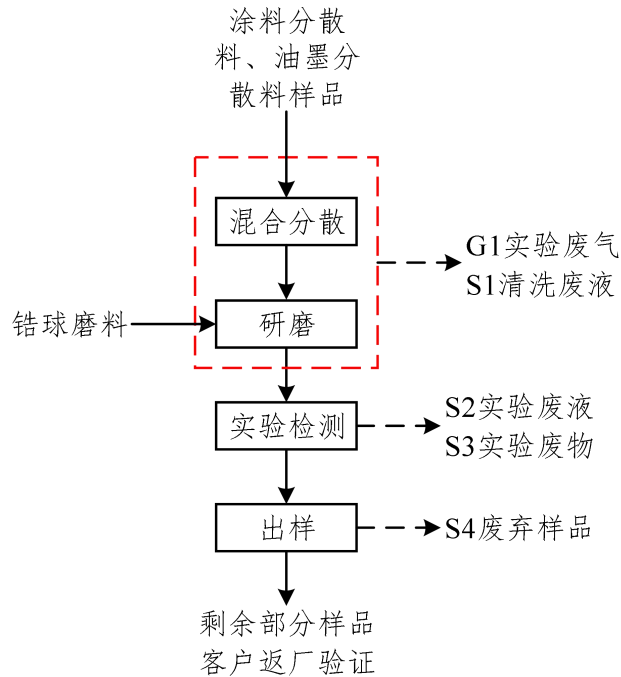 涂料分散
料、油墨分
散料样品
混合分散
G1实验废气
S1清洗废液
锆球磨料
研磨
实验检测
S2实验废液
S3实验废物
出样
S4废弃样品
剩余部分样品
客户返厂验证